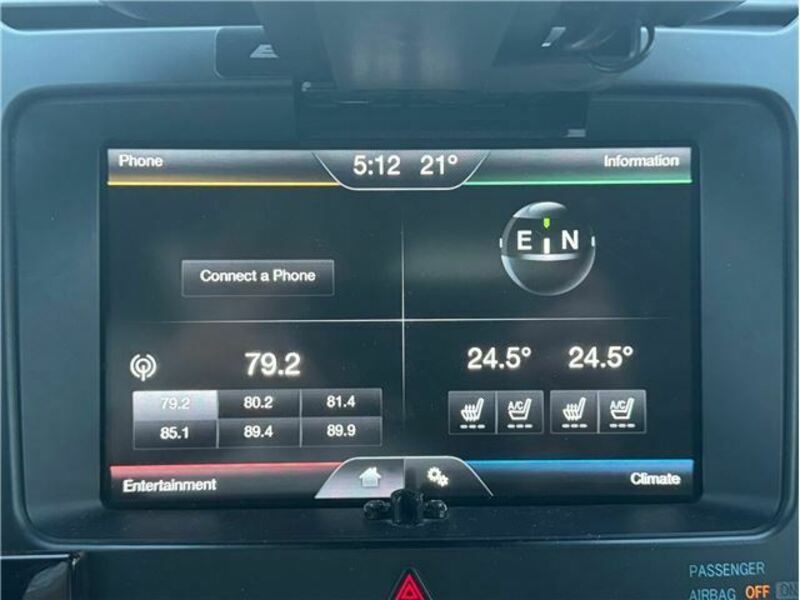 Phone 5:12 21° Information
E N
Connect a Phone
79.2 24.5° 24.5°
79.2 80.2 81.4
A/C A/C
85.1 89.4 89.9
Entertainment Climate
PASSENGER
AIRBAG OFF ON